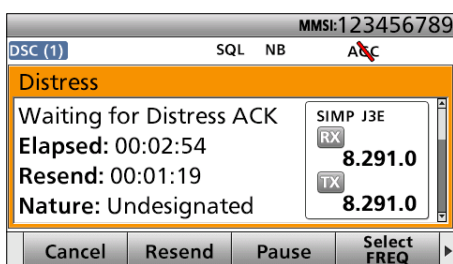 MMSI:123456789
DSC (1) SQL NB AGC
Distress
Waiting for Distress ACK
Elapsed: 00:02:54
Resend: 00:01:19
Nature: Undesignated
SIMP J3E
RX
8.291.0
TX
8.291.0
Cancel Resend Pause Select FREQ